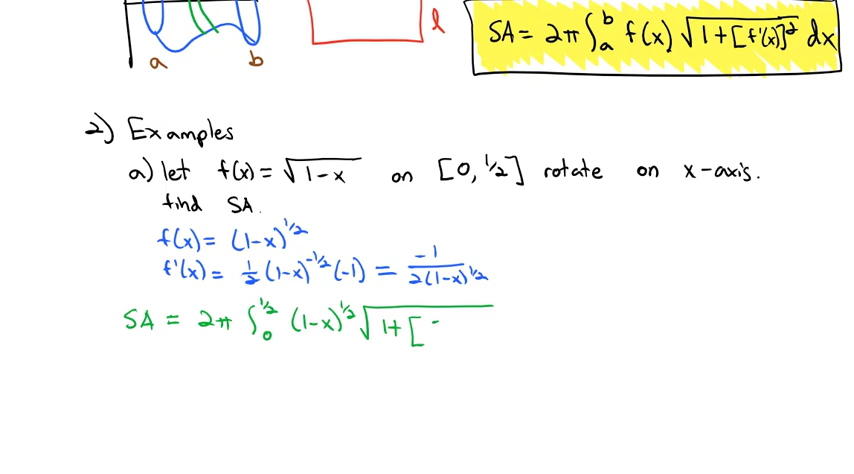 a b
l
SA = 2π ∫_a^b f(x) √(1+[f'(x)]²) dx
2) Examples
a) let f(x) = √(1-x) on [0, 1/2] rotate on x-axis.
find SA.
f(x) = (1-x)^{1/2}
f'(x) = 1/2 (1-x)^{-1/2} (-1) = -1/(2(1-x)^{1/2})
SA = 2π ∫_0^{1/2} (1-x)^{1/2} √(1+[ -